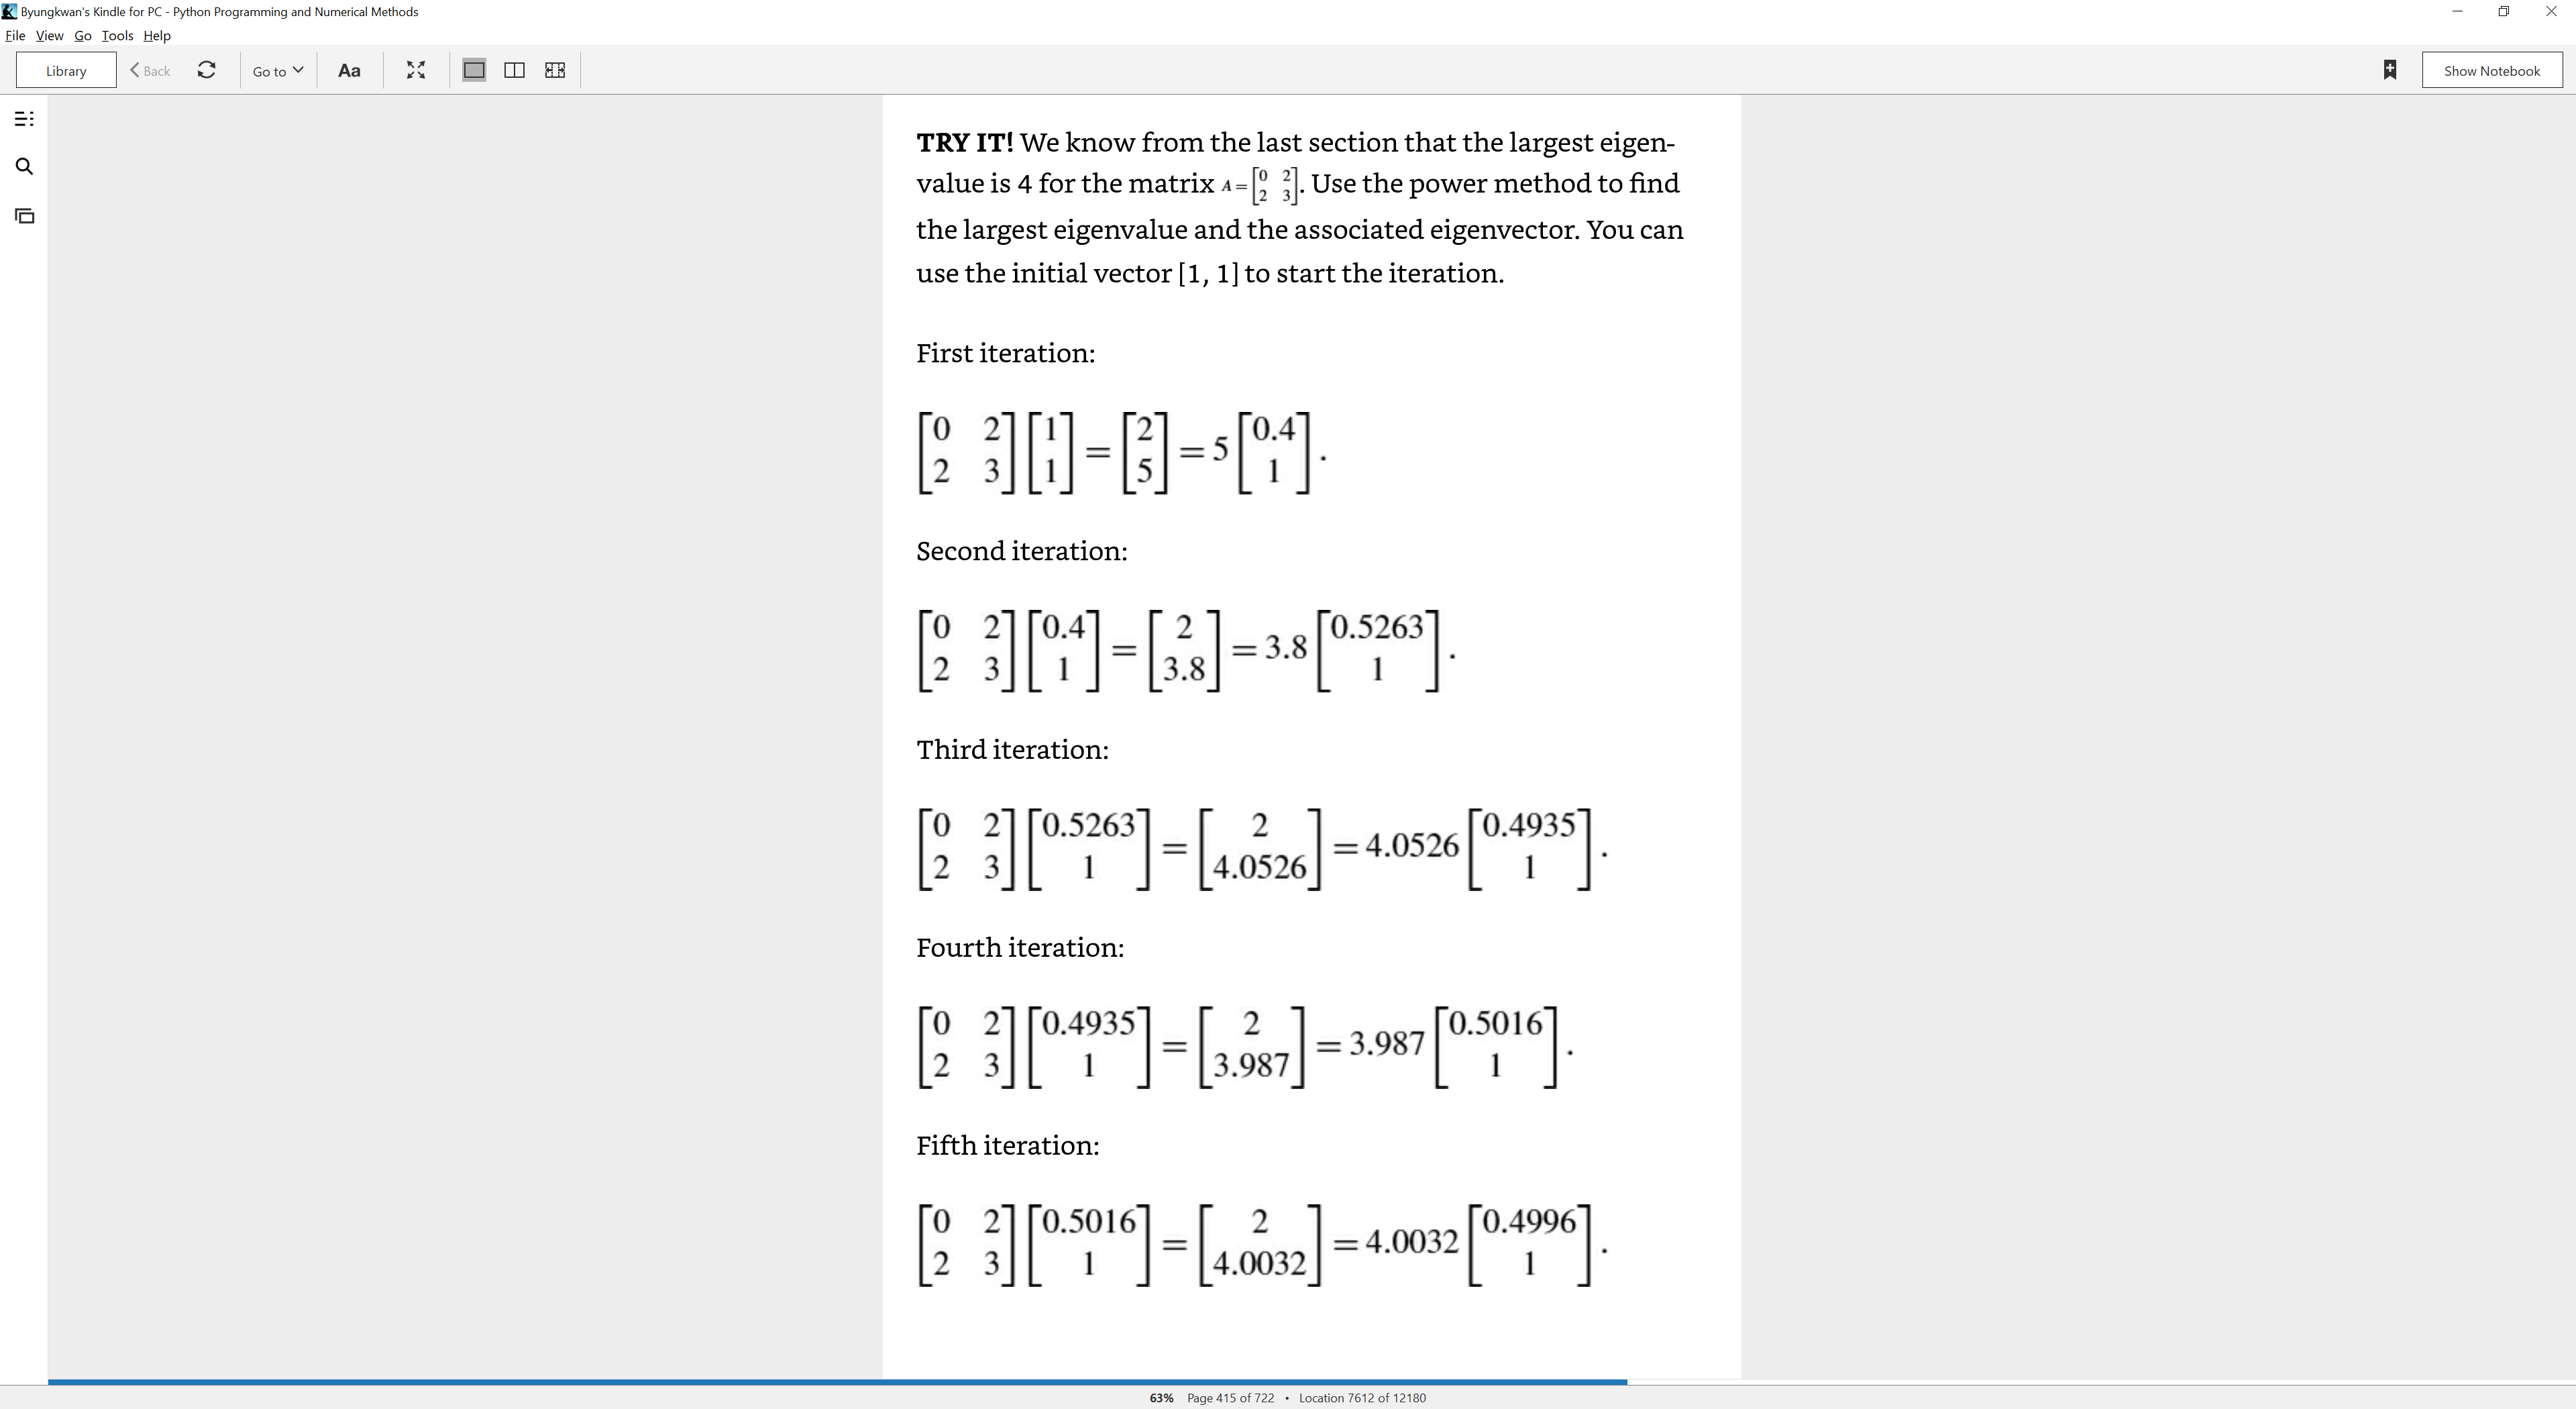 Byungkwan's Kindle for PC - Python Programming and Numerical Methods
File View Go Tools Help
Library Back Go to Aa Show Notebook
TRY IT! We know from the last section that the largest eigen-
value is 4 for the matrix A = [0 2; 2 3]. Use the power method to find
the largest eigenvalue and the associated eigenvector. You can
use the initial vector [1, 1] to start the iteration.
First iteration:
[0 2; 2 3] [1; 1] = [2; 5] = 5 [0.4; 1].
Second iteration:
[0 2; 2 3] [0.4; 1] = [2; 3.8] = 3.8 [0.5263; 1].
Third iteration:
[0 2; 2 3] [0.5263; 1] = [2; 4.0526] = 4.0526 [0.4935; 1].
Fourth iteration:
[0 2; 2 3] [0.4935; 1] = [2; 3.987] = 3.987 [0.5016; 1].
Fifth iteration:
[0 2; 2 3] [0.5016; 1] = [2; 4.0032] = 4.0032 [0.4996; 1].
63% Page 415 of 722 • Location 7612 of 12180